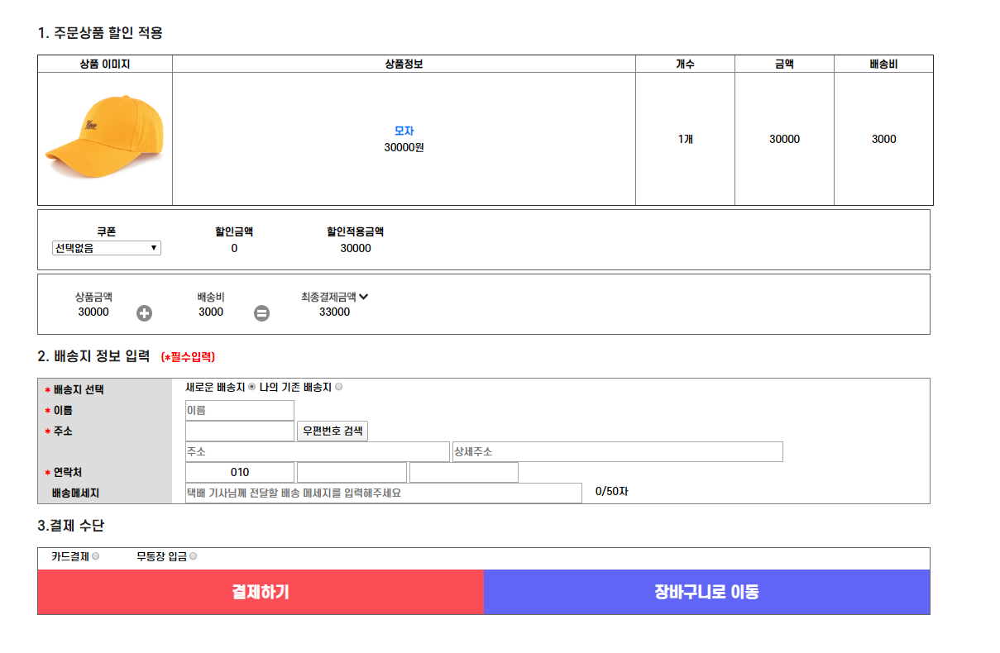 1. 주문상품 할인 적용
상품 이미지 상품정보 개수 금액 배송비
모자
30000원
1개 30000 3000
쿠폰 할인금액 할인적용금액
선택없음 0 30000
상품금액 배송비 최종결제금액
30000 3000 33000
2. 배송지 정보 입력 (*필수입력)
* 배송지 선택 새로운 배송지 나의 기존 배송지
* 이름 이름
* 주소 우편번호 검색
주소 상세주소
* 연락처 010
배송메세지 택배 기사님께 전달할 배송 메세지를 입력해주세요 0/50자
3.결제 수단
카드결제 무통장 입금
결제하기 장바구니로 이동